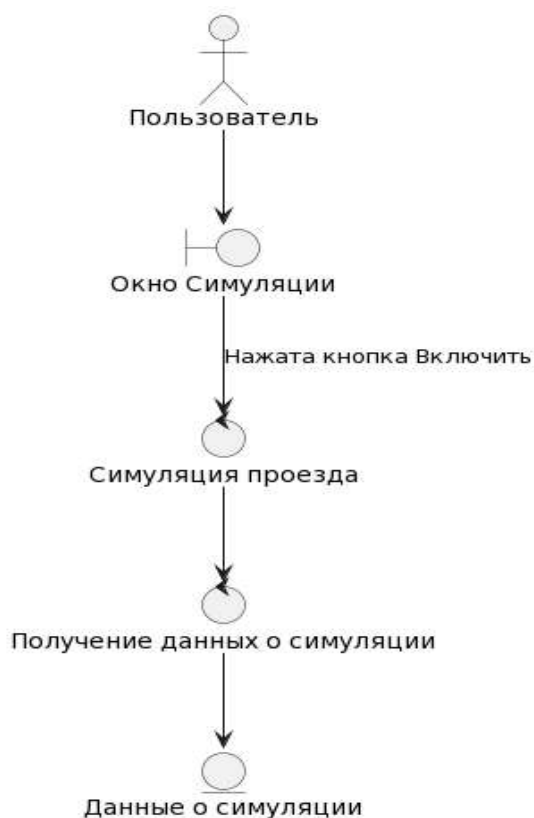 Пользователь
Окно Симуляции
Нажата кнопка Включить
Симуляция проезда
Получение данных о симуляции
Данные о симуляции